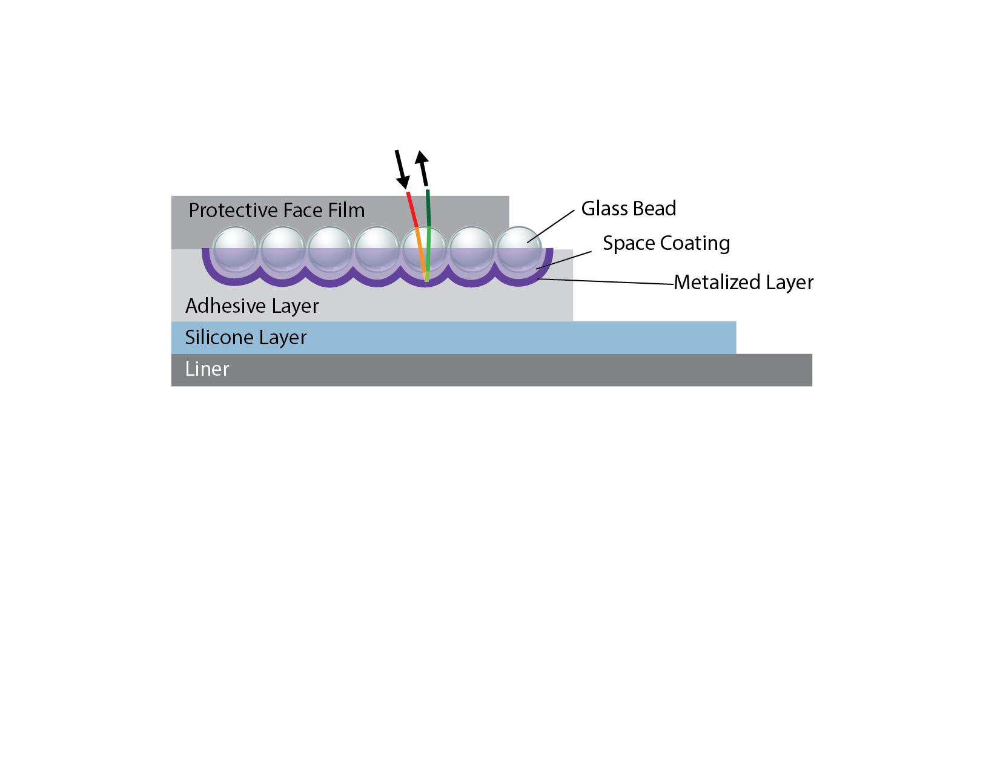 Protective Face Film
Glass Bead
Space Coating
Metalized Layer
Adhesive Layer
Silicone Layer
Liner